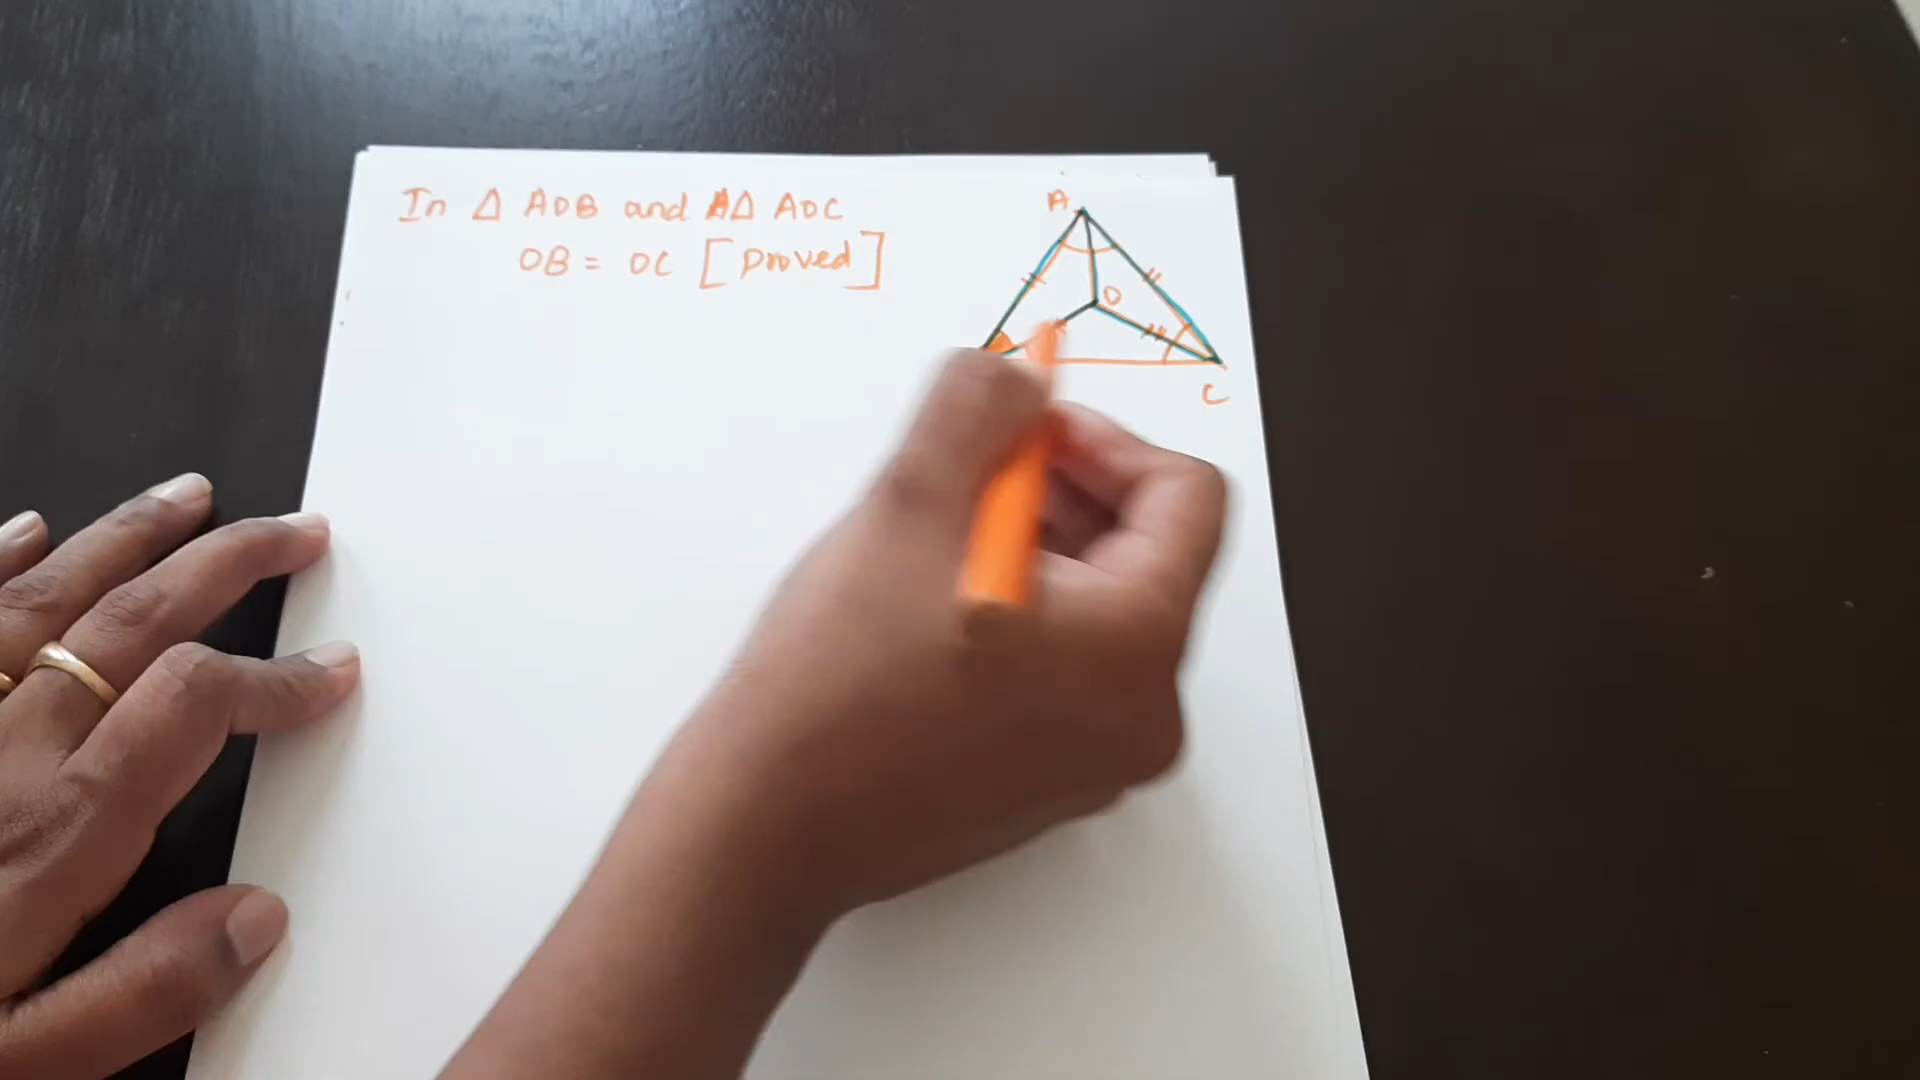 In △ AOB and △ AOC
OB = OC [proved]
A
O
C